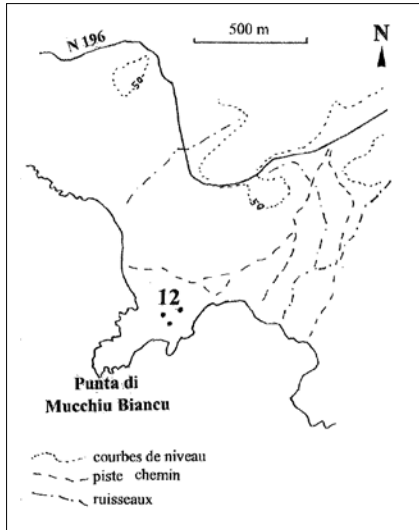 N 196
500 m
N
50
50
12
Punta di
Mucchiu Biancu
courbes de niveau
piste chemin
ruisseaux